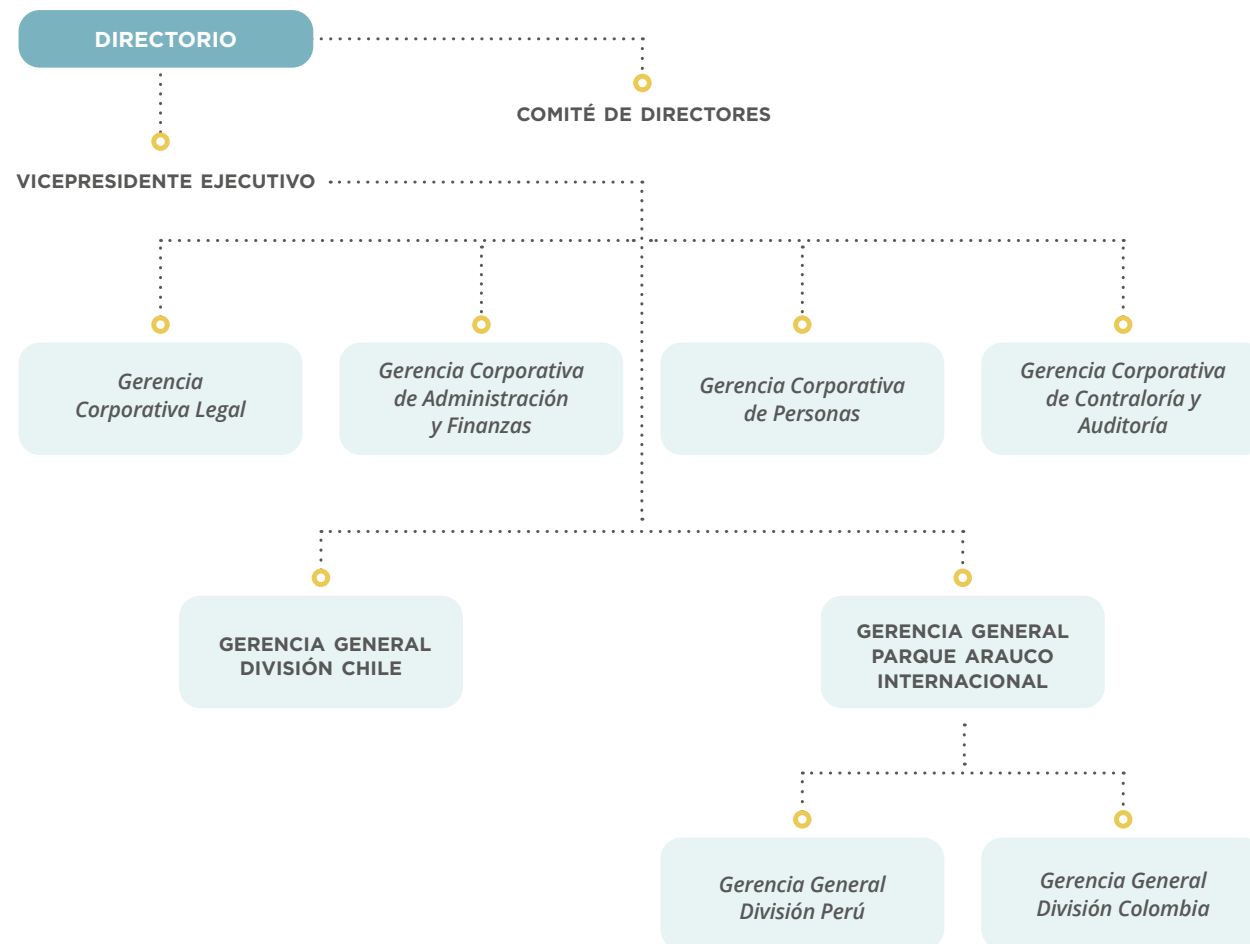 DIRECTORIO
COMITÉ DE DIRECTORES
VICEPRESIDENTE EJECUTIVO
Gerencia
Corporativa Legal
Gerencia Corporativa
de Administración
y Finanzas
Gerencia Corporativa
de Personas
Gerencia Corporativa
de Contraloría y
Auditoría
GERENCIA GENERAL
DIVISIÓN CHILE
GERENCIA GENERAL
PARQUE ARAUCO
INTERNACIONAL
Gerencia General
División Perú
Gerencia General
División Colombia